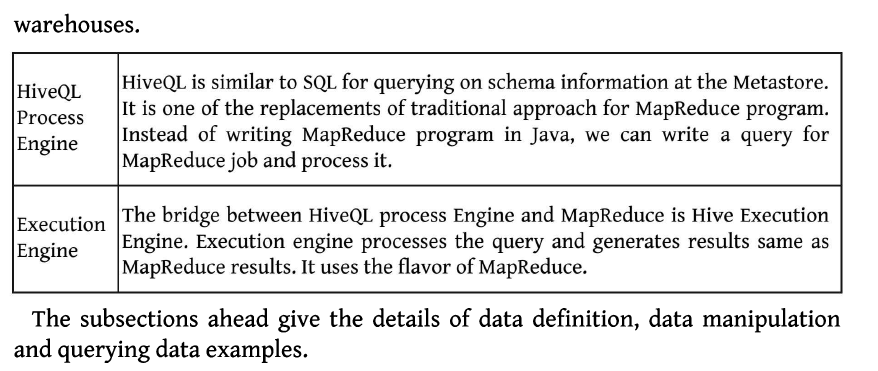 warehouses.
HiveQL
Process
Engine
HiveQL is similar to SQL for querying on schema information at the Metastore.
It is one of the replacements of traditional approach for MapReduce program.
Instead of writing MapReduce program in Java, we can write a query for
MapReduce job and process it.
Execution
Engine
The bridge between HiveQL process Engine and MapReduce is Hive Execution
Engine. Execution engine processes the query and generates results same as
MapReduce results. It uses the flavor of MapReduce.
The subsections ahead give the details of data definition, data manipulation
and querying data examples.